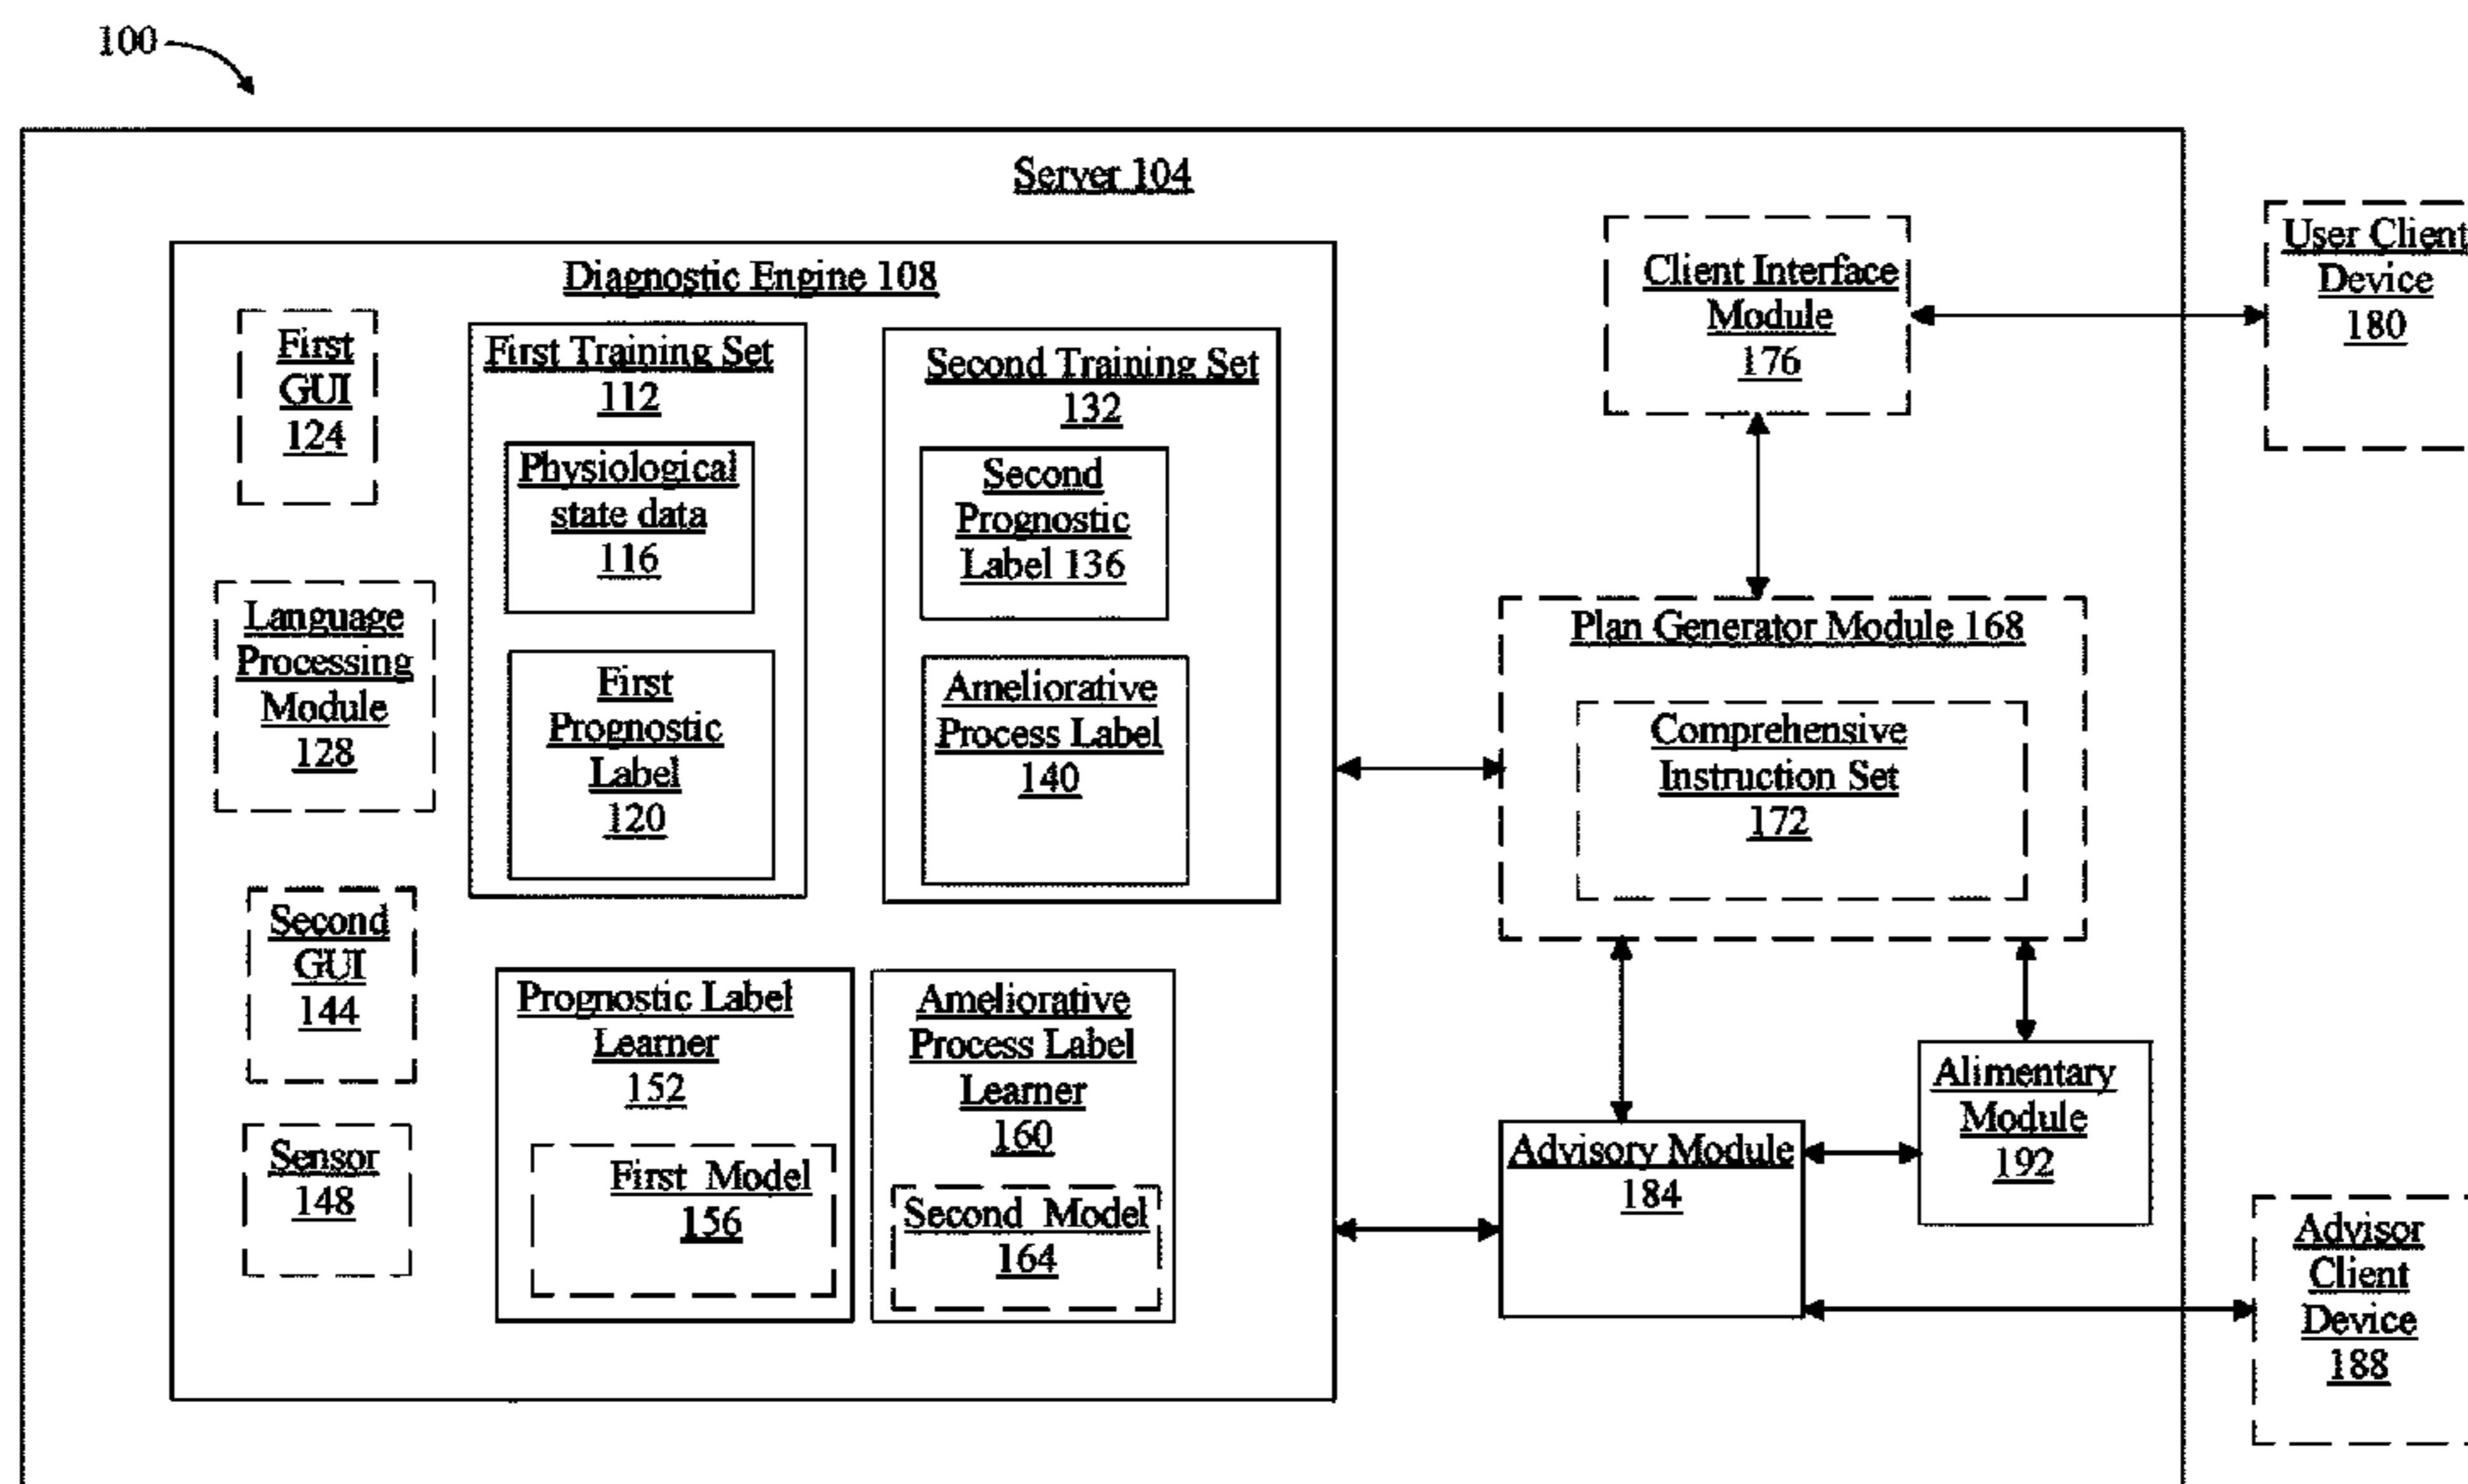 100
Server 104
Diagnostic Engine 108
First
GUI
124
Language
Processing
Module
128
Second
GUI
144
Sensor
148
First Training Set
112
Physiological
state data
116
First
Prognostic
Label
120
Second Training Set
132
Second
Prognostic
Label 136
Ameliorative
Process Label
140
Prognostic Label
Learner
152
First Model
156
Ameliorative
Process Label
Learner
160
Second Model
164
Client Interface
Module
176
User Client
Device
180
Plan Generator Module 168
Comprehensive
Instruction Set
172
Advisory Module
184
Alimentary
Module
192
Advisor
Client
Device
188